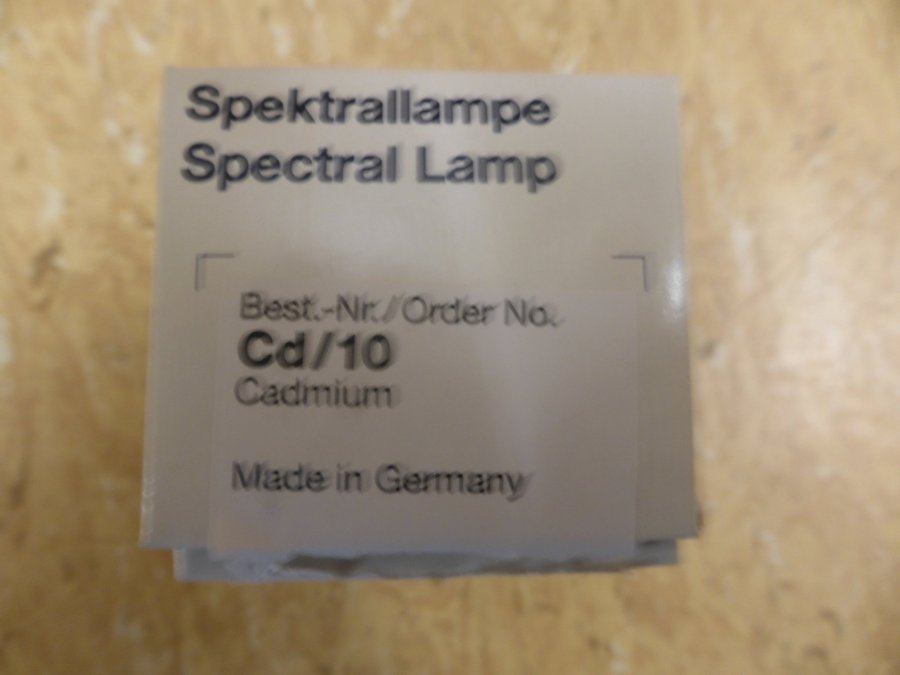 Spektrallampe
Spectral Lamp
Best.-Nr./Order No.
Cd/10
Cadmium
Made in Germany